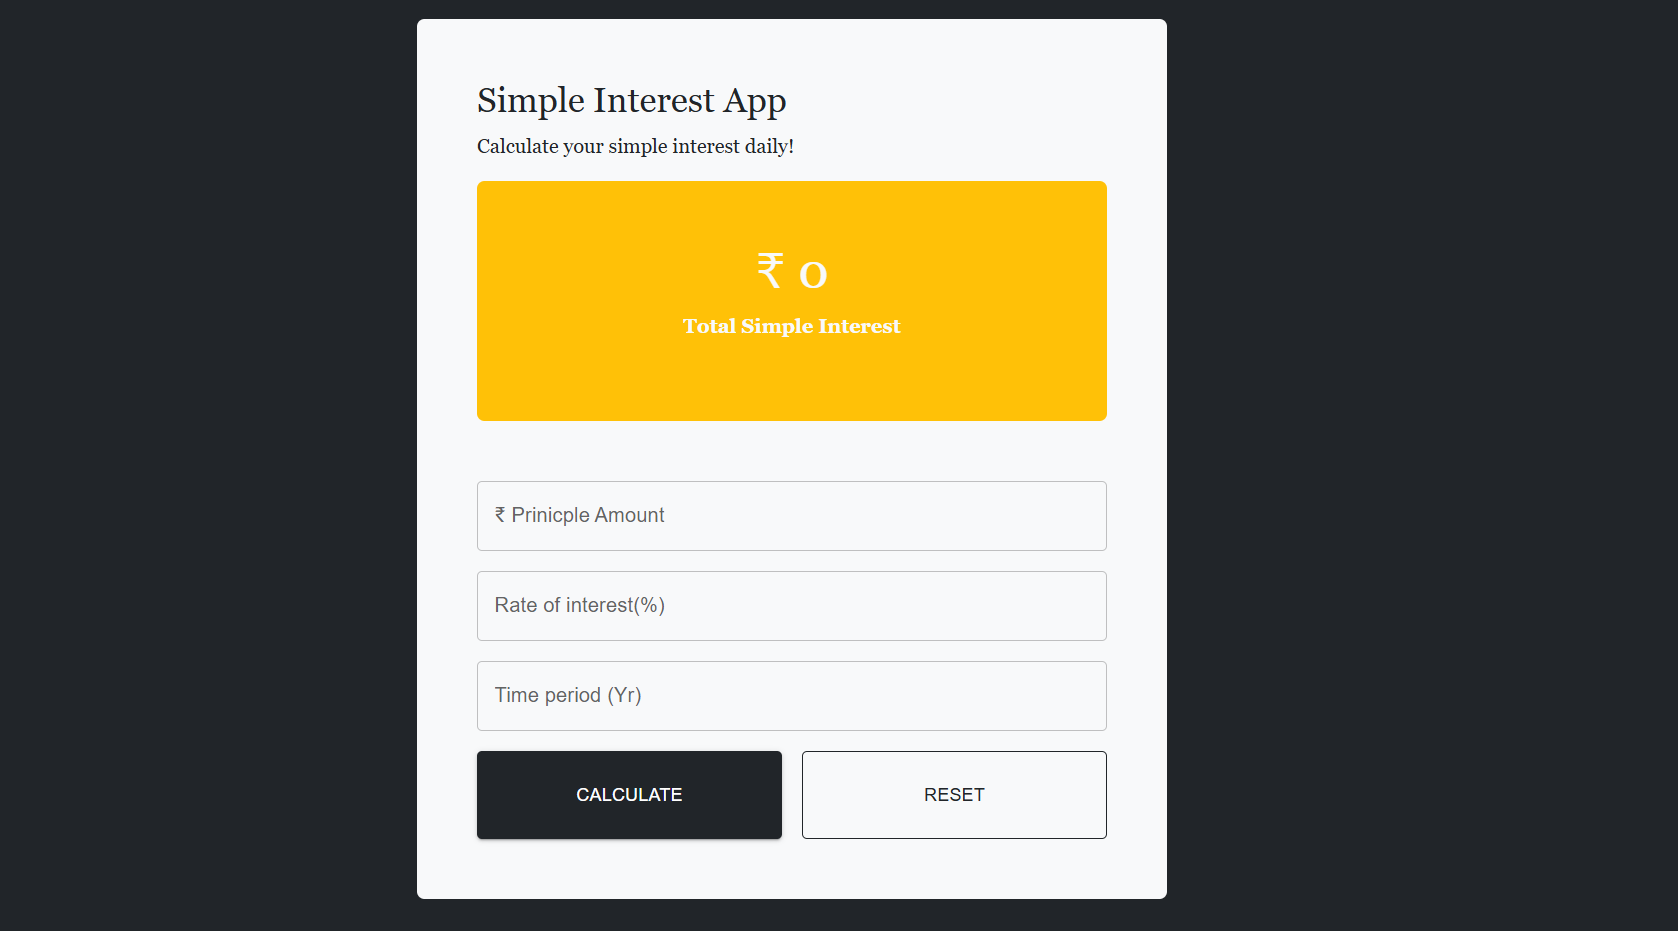 Simple Interest App
Calculate your simple interest daily!
₹ 0
Total Simple Interest
₹ Prinicple Amount
Rate of interest(%)
Time period (Yr)
CALCULATE
RESET